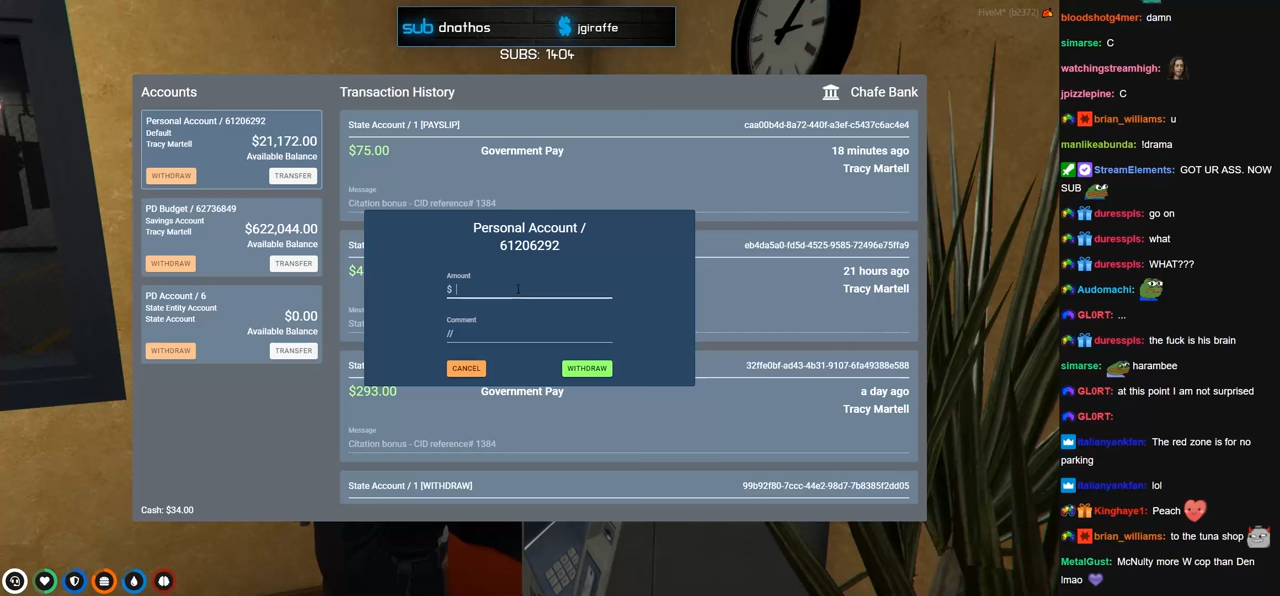 FiveM* (b2372)
sub dnathos
jgiraffe
SUBS: 1404
Accounts
Personal Account / 61206292
Default
Tracy Martell
$21,172.00
Available Balance
WITHDRAW
TRANSFER
PD Budget / 62736849
Savings Account
Tracy Martell
$622,044.00
Available Balance
WITHDRAW
TRANSFER
PD Account / 6
State Entity Account
State Account
$0.00
Available Balance
WITHDRAW
TRANSFER
Cash: $34.00
Transaction History
Chafe Bank
State Account / 1 [PAYSLIP]
caa00b4d-8a72-440f-a3ef-c5437c6ac4e4
$75.00
Government Pay
18 minutes ago
Tracy Martell
Message
Citation bonus - CID reference# 1384
eb4da5a0-fd5d-4525-9585-72496e75ffa9
21 hours ago
Tracy Martell
32ffe0bf-ad43-4b31-9107-6fa49388e588
$293.00
Government Pay
a day ago
Tracy Martell
Message
Citation bonus - CID reference# 1384
State Account / 1 [WITHDRAW]
99b92f80-7ccc-44e2-98d7-7b8385f2dd05
Personal Account /
61206292
Amount
$
Comment
//
CANCEL
WITHDRAW
bloodshotg4mer: damn
simarse: C
watchingstreamhigh:
jpizzlepine: C
brian_williams: u
manlikeabunda: !drama
StreamElements: GOT UR ASS. NOW
SUB
duresspls: go on
duresspls: what
duresspls: WHAT???
Audomachi:
GL0RT: ...
duresspls: the fuck is his brain
simarse: harambee
GL0RT: at this point I am not surprised
GL0RT:
italianyankfan: The red zone is for no
parking
italianyankfan: lol
Kinghaye1: Peach
brian_williams: to the tuna shop
MetalGust: McNulty more W cop than Den
lmao